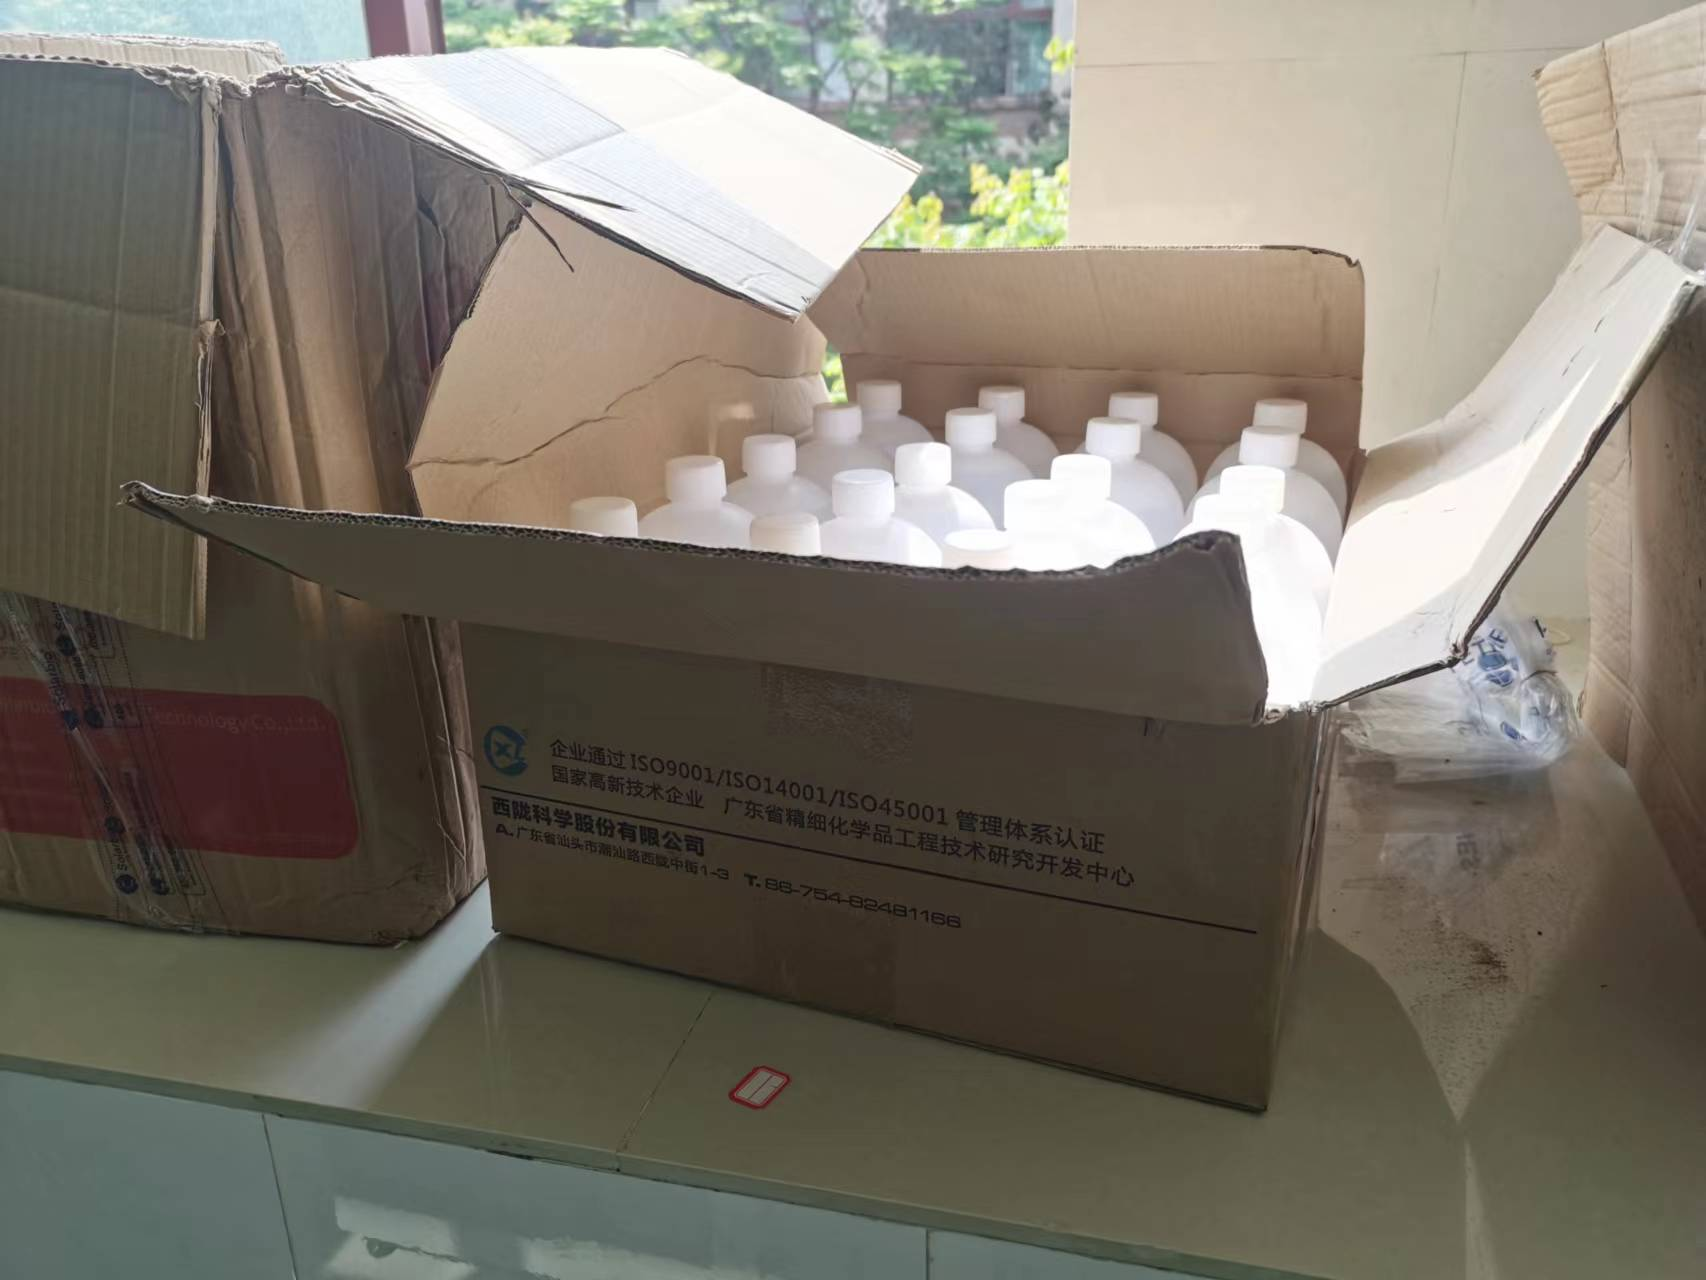 Technology Co.,Ltd.
Solarbio
企业通过 ISO9001/ISO14001/ISO45001 管理体系认证
国家高新技术企业 广东省精细化学品工程技术研究开发中心
西陇科学股份有限公司
A. 广东省汕头市潮汕路西陇中街1-3 T. 86-754-82481166